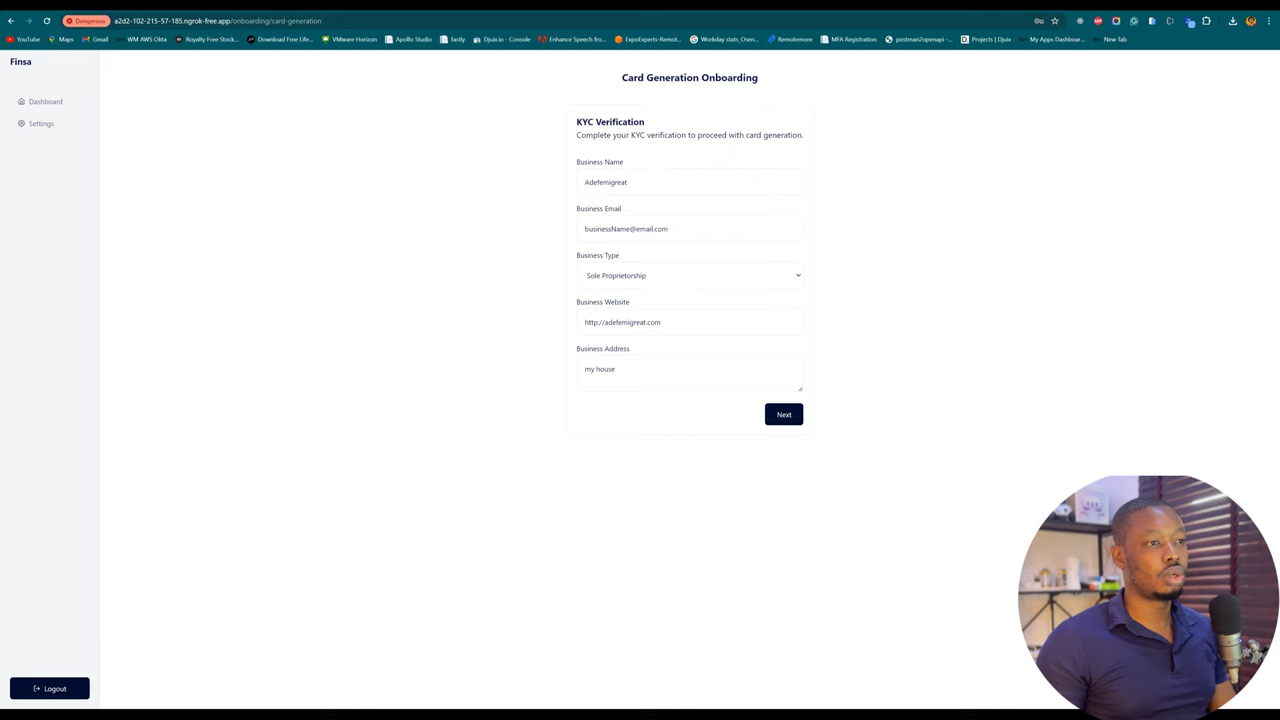 Dangerous
a2d2-102-215-57-185.ngrok-free.app/onboarding/card-generation
YouTube Maps Gmail WM AWS Okta Royalty Free Stock... Download Free Life... VMware Horizon Apollo Studio fastly Djuix.io - Console Enhance Speech fro... ExpoExperts-Remot... Workday stats_Osen... Remotemore MFA Registration postman2openapi -... Projects | Djuix My Apps Dashboar... New Tab
Finsa
Dashboard
Settings
Card Generation Onboarding
KYC Verification
Complete your KYC verification to proceed with card generation.
Business Name
Adefemigreat
Business Email
businessName@email.com
Business Type
Sole Proprietorship
Business Website
http://adefemigreat.com
Business Address
my house
Next
Logout